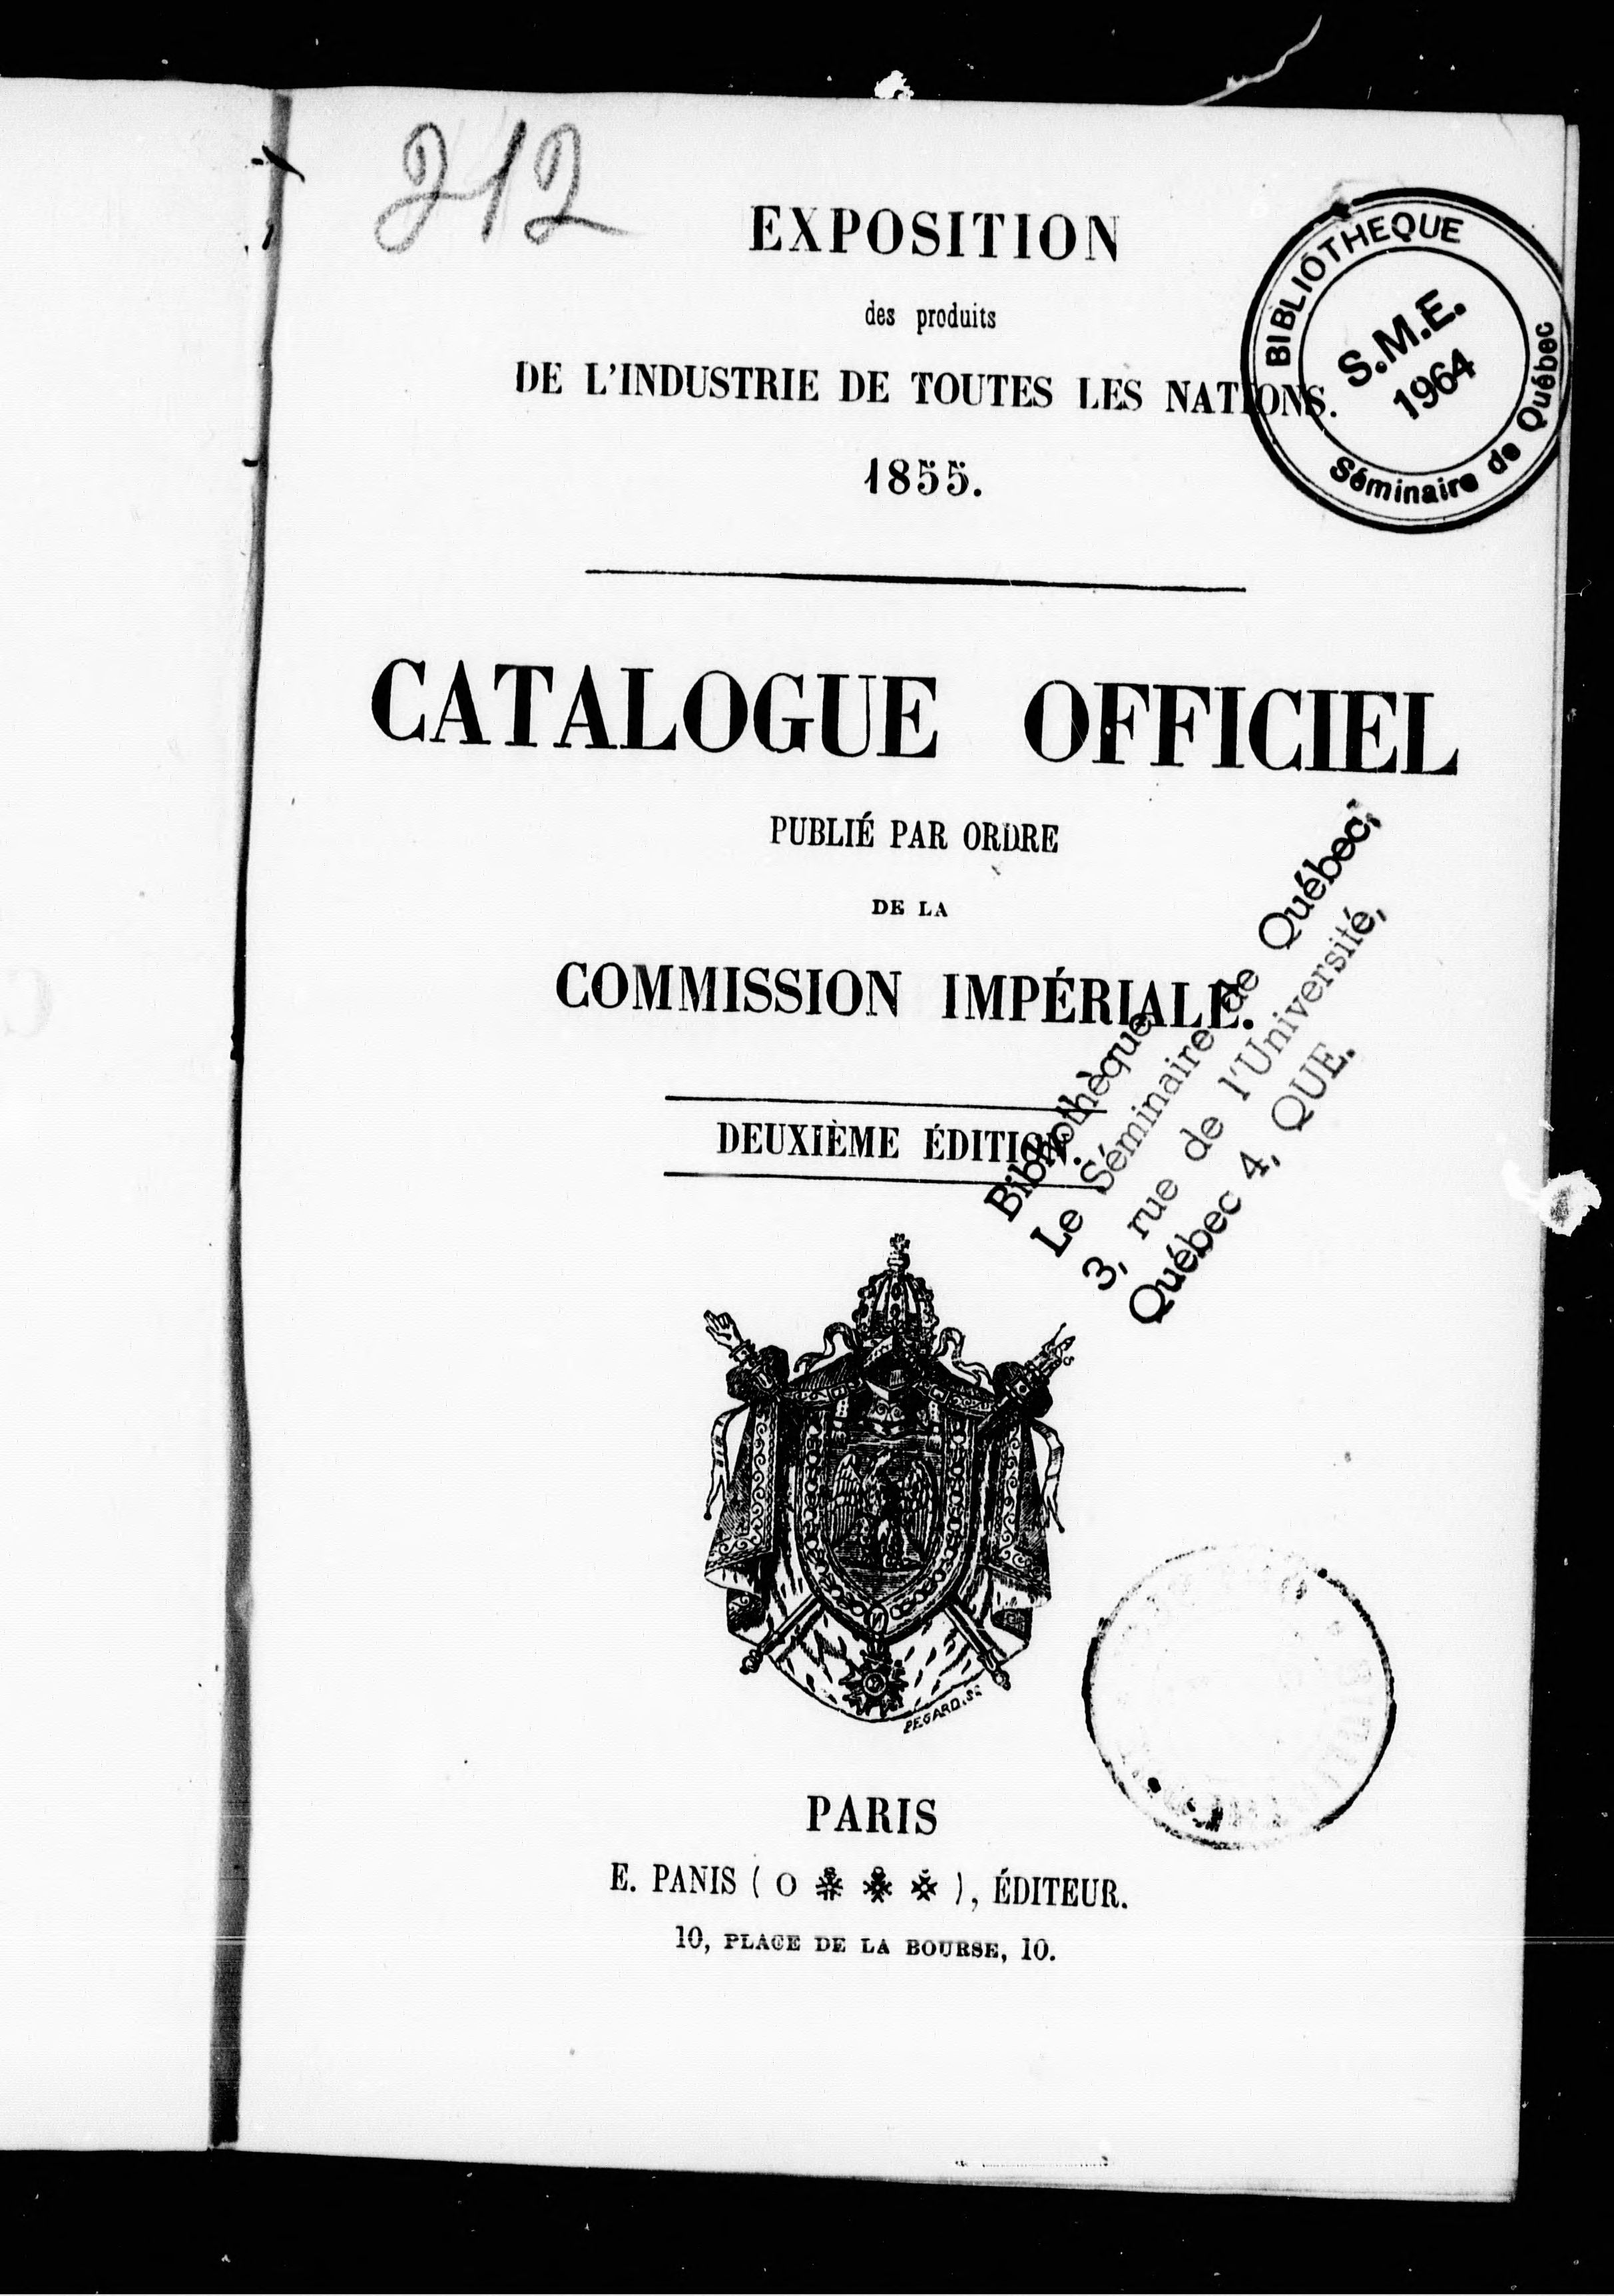 212
EXPOSITION
des produits
DE L'INDUSTRIE DE TOUTES LES NATIONS.
1855.
BIBLIOTHEQUE
S.M.E.
1964
Séminaire de Québec
CATALOGUE OFFICIEL
PUBLIÉ PAR ORDRE
DE LA
COMMISSION IMPÉRIALE.
DEUXIÈME ÉDITION.
Bibliothèque,
Le Séminaire de Québec,
3, rue de l'Université,
Québec 4, QUE.
PEGARD. SC
PARIS
E. PANIS ( O ), ÉDITEUR.
10, PLACE DE LA BOURSE, 10.